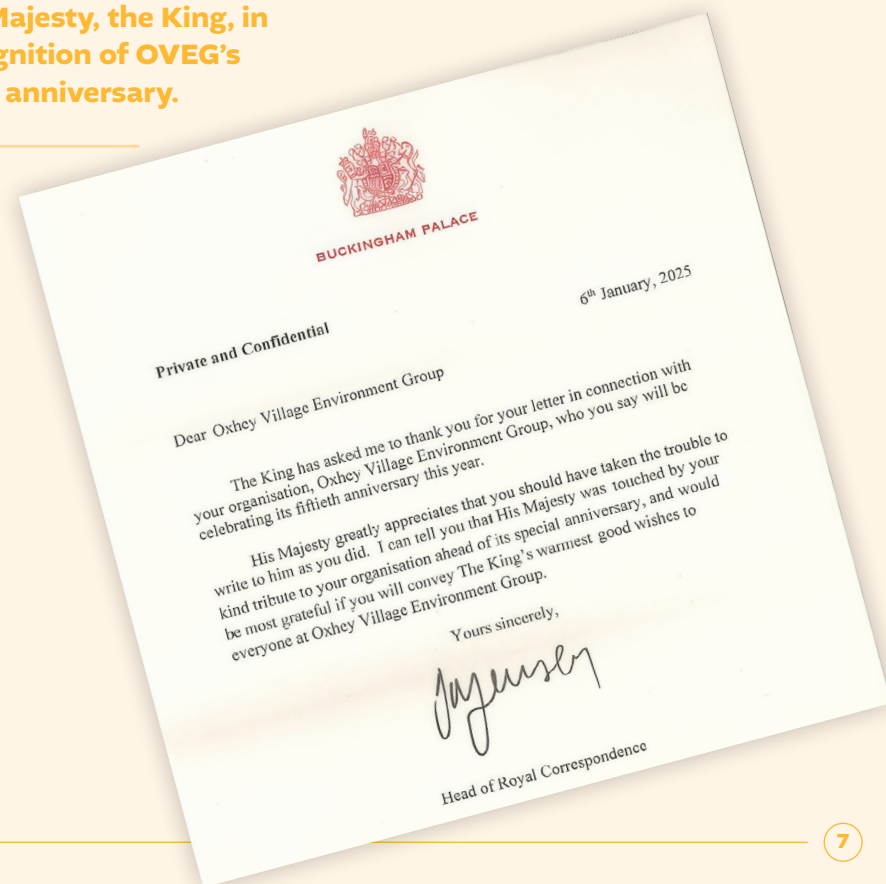 Majesty, the King, in
gnition of OVEG's
anniversary.
BUCKINGHAM PALACE
6th January, 2025
Private and Confidential
Dear Oxhey Village Environment Group
The King has asked me to thank you for your letter in connection with
your organisation, Oxhey Village Environment Group, who you say will be
celebrating its fiftieth anniversary this year.
His Majesty greatly appreciates that you should have taken the trouble to
write to him as you did. I can tell you that His Majesty was touched by your
kind tribute to your organisation ahead of its special anniversary, and would
be most grateful if you will convey The King's warmest good wishes to
everyone at Oxhey Village Environment Group.
Yours sincerely,
Head of Royal Correspondence
7